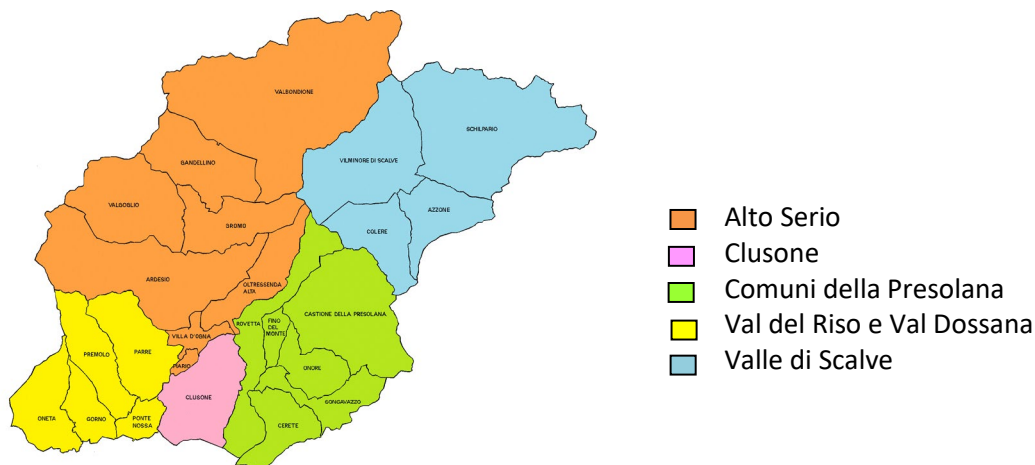 VALBONDIONE
SCHILPARIO
GANDELLINO
VILMINORE DI SCALVE
VALGOGLIO
AZZONE
GROMO
COLERE
ARDESIO
OLTRESSENDA
ALTA
CASTIONE DELLA PRESOLANA
ROVETTA
FINO
DEL
MONTE
VILLA D'OGNA
PREMOLO
PARRE
PIARIO
ONORE
CLUSONE
SONGAVAZZO
ONETA
GORNO
PONTE
NOSSA
CERETE
Alto Serio
Clusone
Comuni della Presolana
Val del Riso e Val Dossana
Valle di Scalve